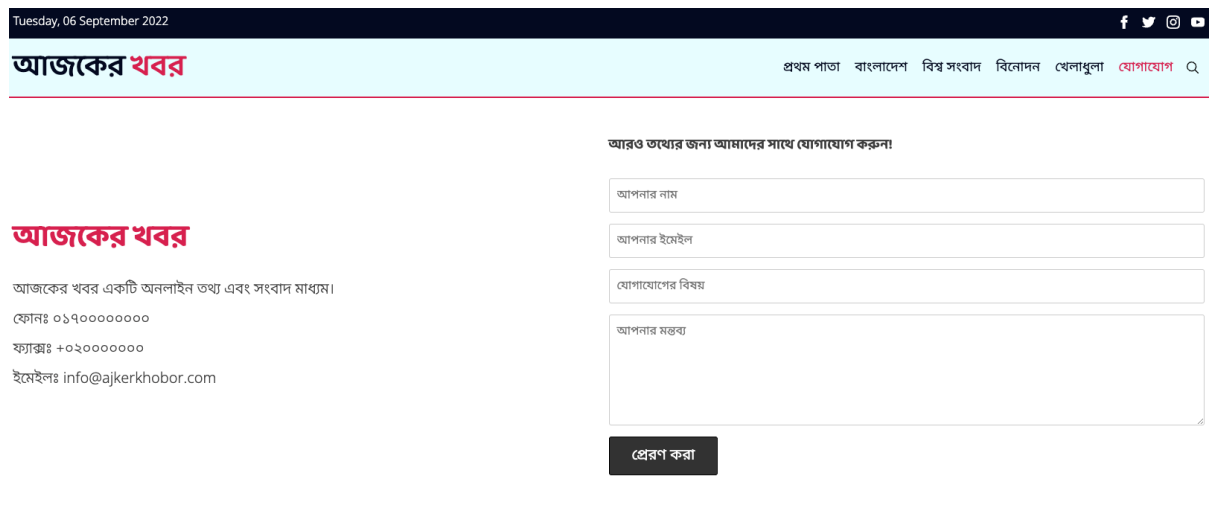 Tuesday, 06 September 2022
আজকের খবর
প্রথম পাতা বাংলাদেশ বিশ্ব সংবাদ বিনোদন খেলাধুলা যোগাযোগ
আজকের খবর
আজকের খবর একটি অনলাইন তথ্য এবং সংবাদ মাধ্যম।
ফোনঃ ০১৭০০০০০০০০
ফ্যাক্সঃ +০২০০০০০০০
ইমেইলঃ info@ajkerkhobor.com
আরও তথ্যের জন্য আমাদের সাথে যোগাযোগ করুন!
আপনার নাম
আপনার ইমেইল
যোগাযোগের বিষয়
আপনার মন্তব্য
প্রেরণ করা